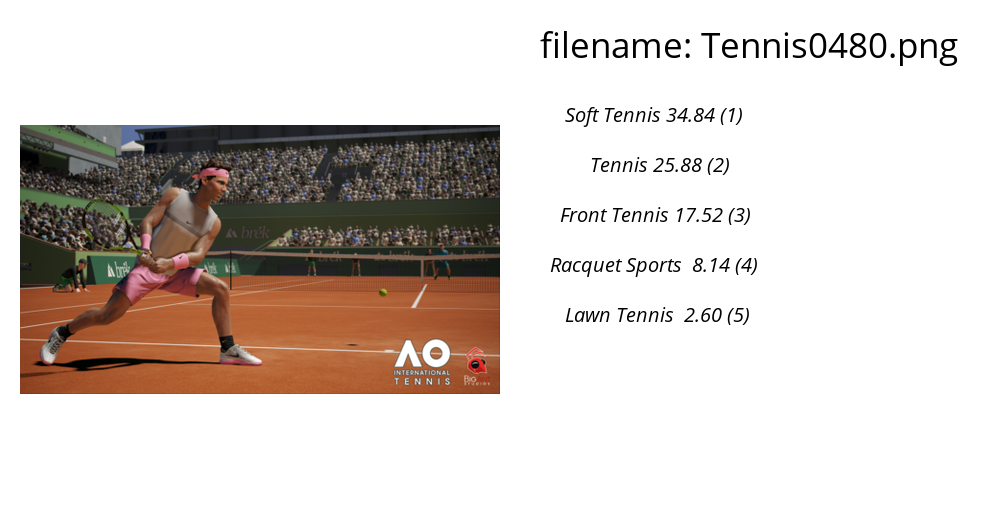 filename: Tennis0480.png
Soft Tennis 34.84 (1)
Tennis 25.88 (2)
Front Tennis 17.52 (3)
Racquet Sports 8.14 (4)
Lawn Tennis 2.60 (5)
brék
brék
AO
INTERNATIONAL
TENNIS
BIG
STUDIOS